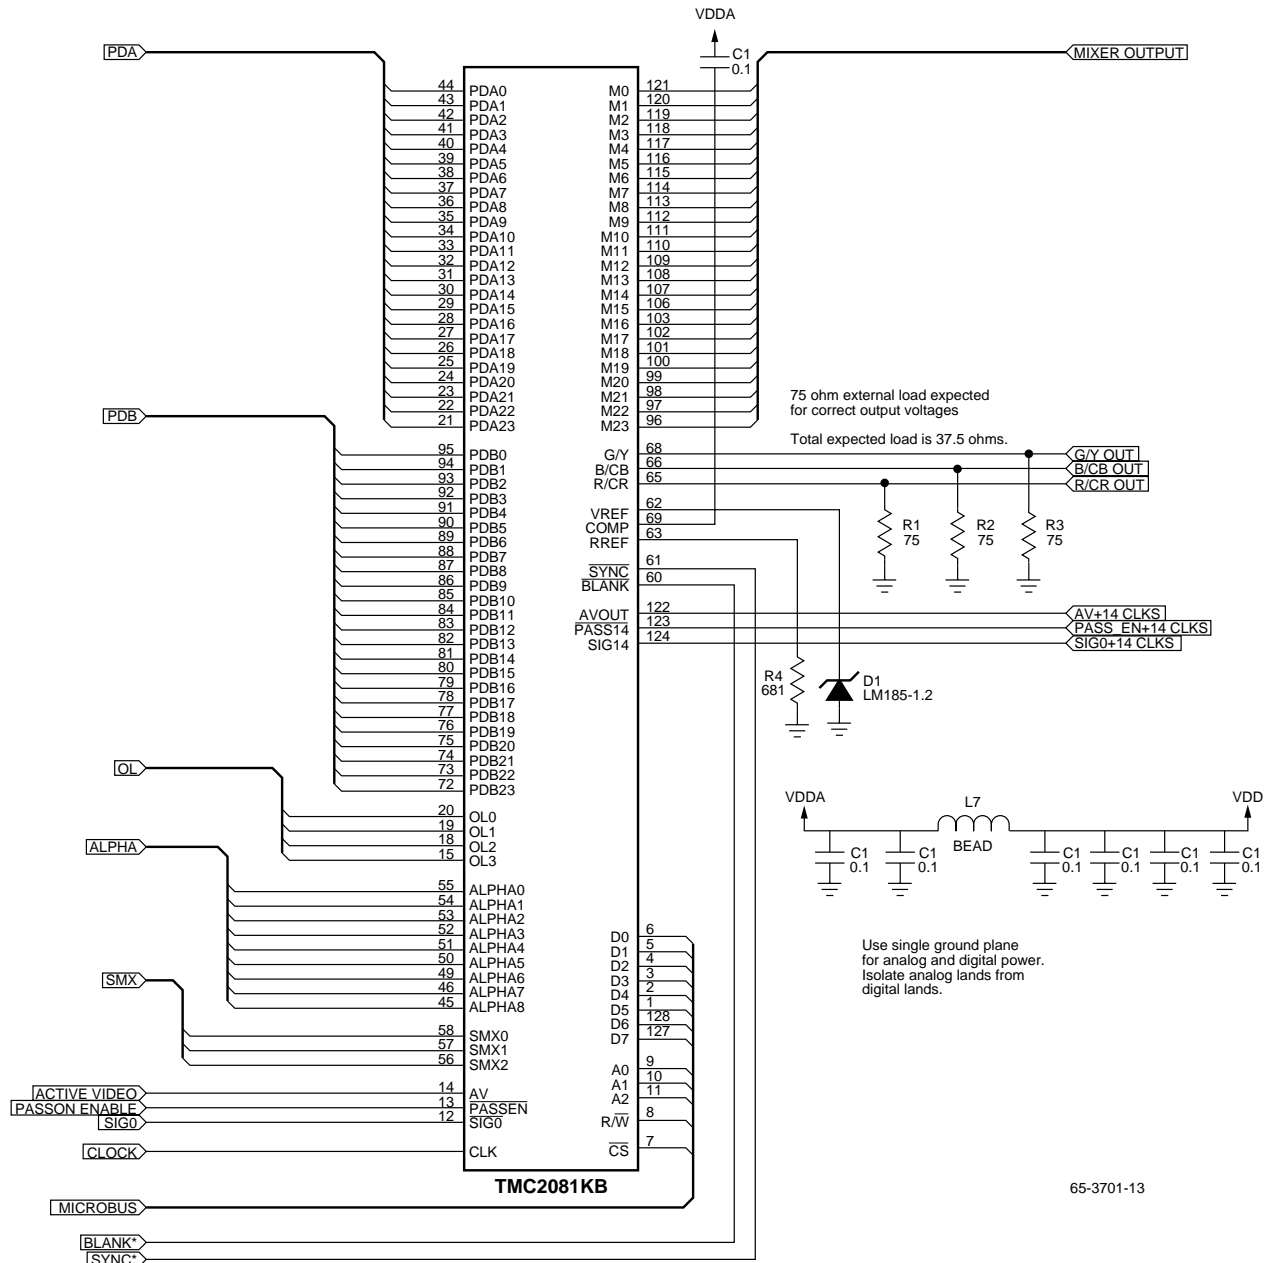 VDDA
PDA
C1
0.1
MIXER OUTPUT
44 PDA0
43 PDA1
42 PDA2
41 PDA3
40 PDA4
39 PDA5
38 PDA6
37 PDA7
36 PDA8
35 PDA9
34 PDA10
33 PDA11
32 PDA12
31 PDA13
30 PDA14
29 PDA15
28 PDA16
27 PDA17
26 PDA18
25 PDA19
24 PDA20
23 PDA21
22 PDA22
21 PDA23
M0 121
M1 120
M2 119
M3 118
M4 117
M5 116
M6 115
M7 114
M8 113
M9 112
M10 111
M11 110
M12 109
M13 108
M14 107
M15 106
M16 103
M17 102
M18 101
M19 100
M20 99
M21 98
M22 97
M23 96
75 ohm external load expected
for correct output voltages
Total expected load is 37.5 ohms.
PDB
95 PDB0
94 PDB1
93 PDB2
92 PDB3
91 PDB4
90 PDB5
89 PDB6
88 PDB7
87 PDB8
86 PDB9
85 PDB10
84 PDB11
83 PDB12
82 PDB13
81 PDB14
80 PDB15
79 PDB16
78 PDB17
77 PDB18
76 PDB19
75 PDB20
74 PDB21
73 PDB22
72 PDB23
G/Y 68
B/CB 66
R/CR 65
G/Y OUT
B/CB OUT
R/CR OUT
VREF 62
COMP 69
RREF 63
R1
75
R2
75
R3
75
SYNC 61
BLANK 60
AVOUT 122
PASS14 123
SIG14 124
AV+14 CLKS
PASS_EN+14 CLKS
SIG0+14 CLKS
R4
681
D1
LM185-1.2
OL
20 OL0
19 OL1
18 OL2
15 OL3
VDDA
L7
BEAD
VDD
C1
0.1
C1
0.1
C1
0.1
C1
0.1
C1
0.1
C1
0.1
ALPHA
55 ALPHA0
54 ALPHA1
53 ALPHA2
52 ALPHA3
51 ALPHA4
50 ALPHA5
49 ALPHA6
46 ALPHA7
45 ALPHA8
D0 6
D1 5
D2 4
D3 3
D4 2
D5 1
D6 128
D7 127
Use single ground plane
for analog and digital power.
Isolate analog lands from
digital lands.
SMX
58 SMX0
57 SMX1
56 SMX2
A0 9
A1 10
A2 11
R/W 8
CS 7
ACTIVE VIDEO 14 AV
PASSON ENABLE 13 PASSEN
SIG0 12 SIG0
CLOCK CLK
TMC2081KB
65-3701-13
MICROBUS
BLANK*
SYNC*